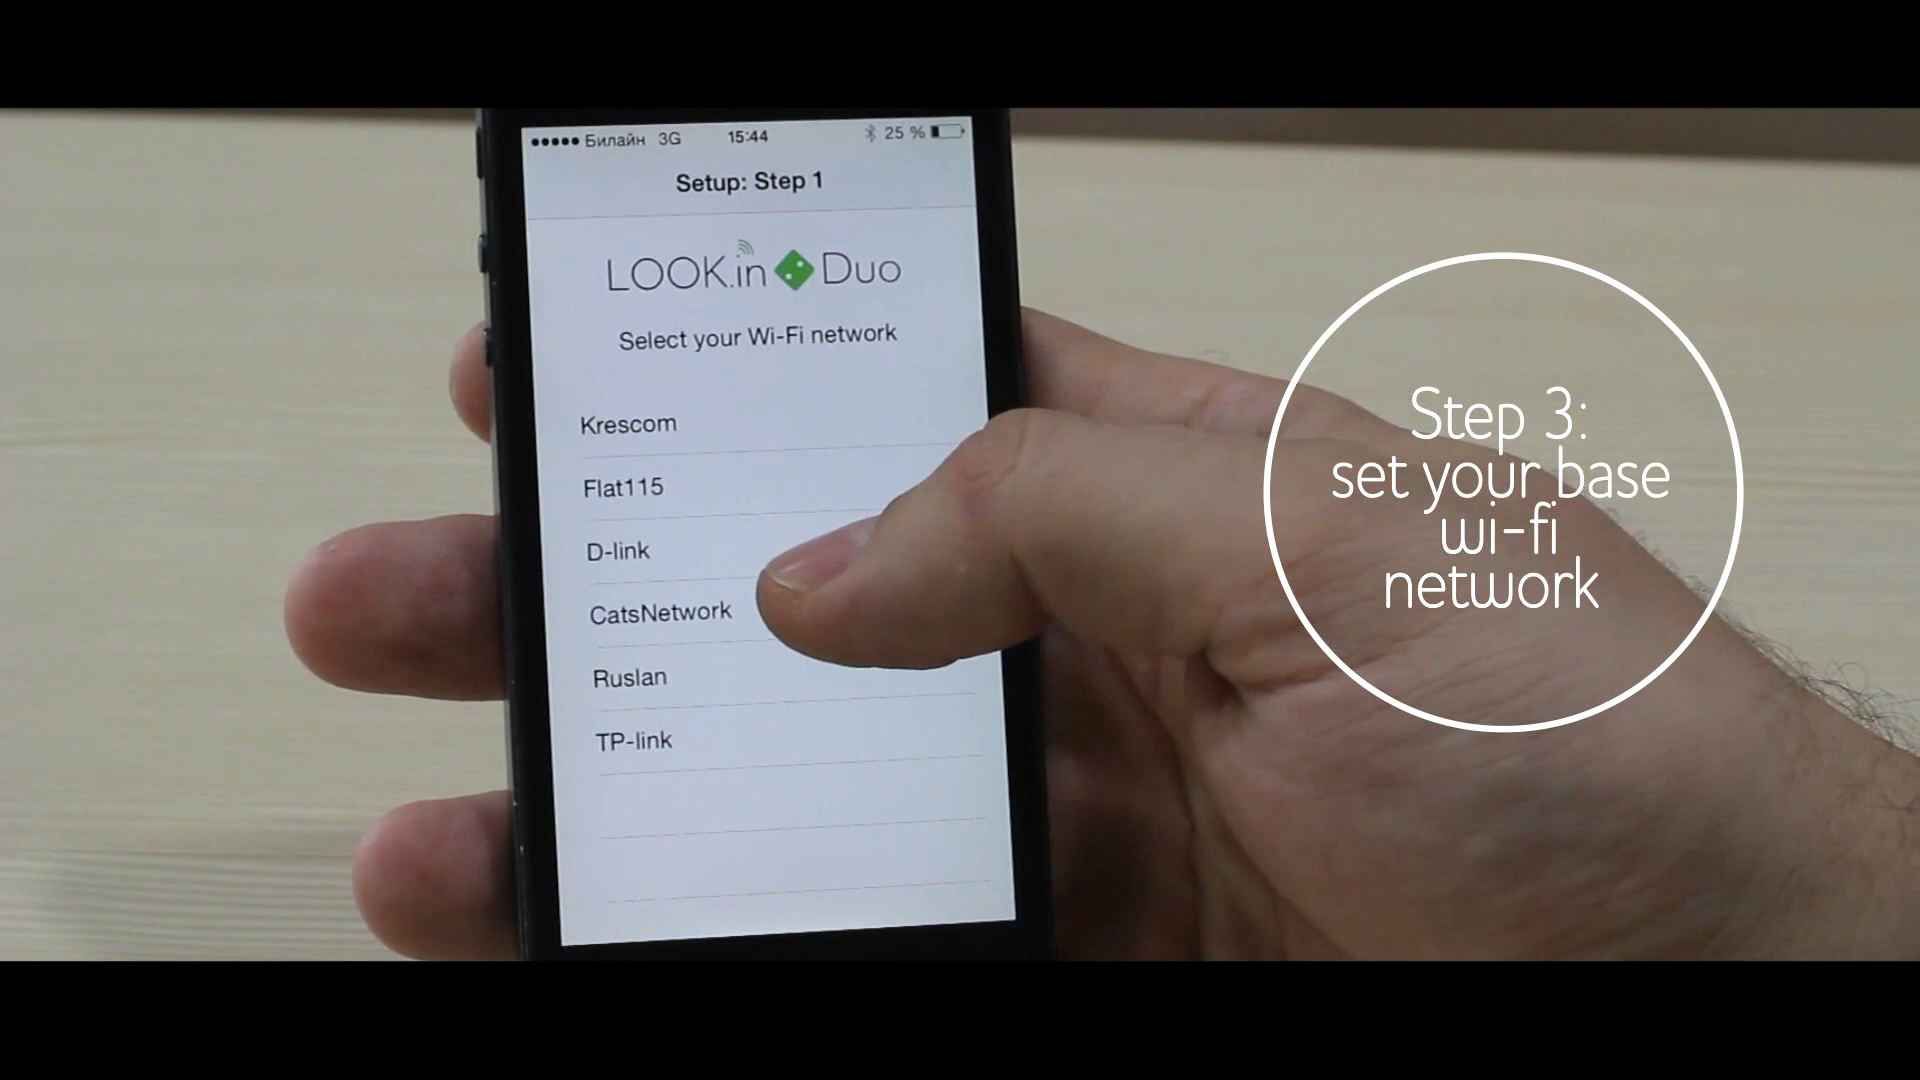 Билайн 3G 15:44 25 %
Setup: Step 1
LOOK.in Duo
Select your Wi-Fi network
Krescom
Flat115
D-link
CatsNetwork
Ruslan
TP-link
Step 3:
set your base
wi-fi
network